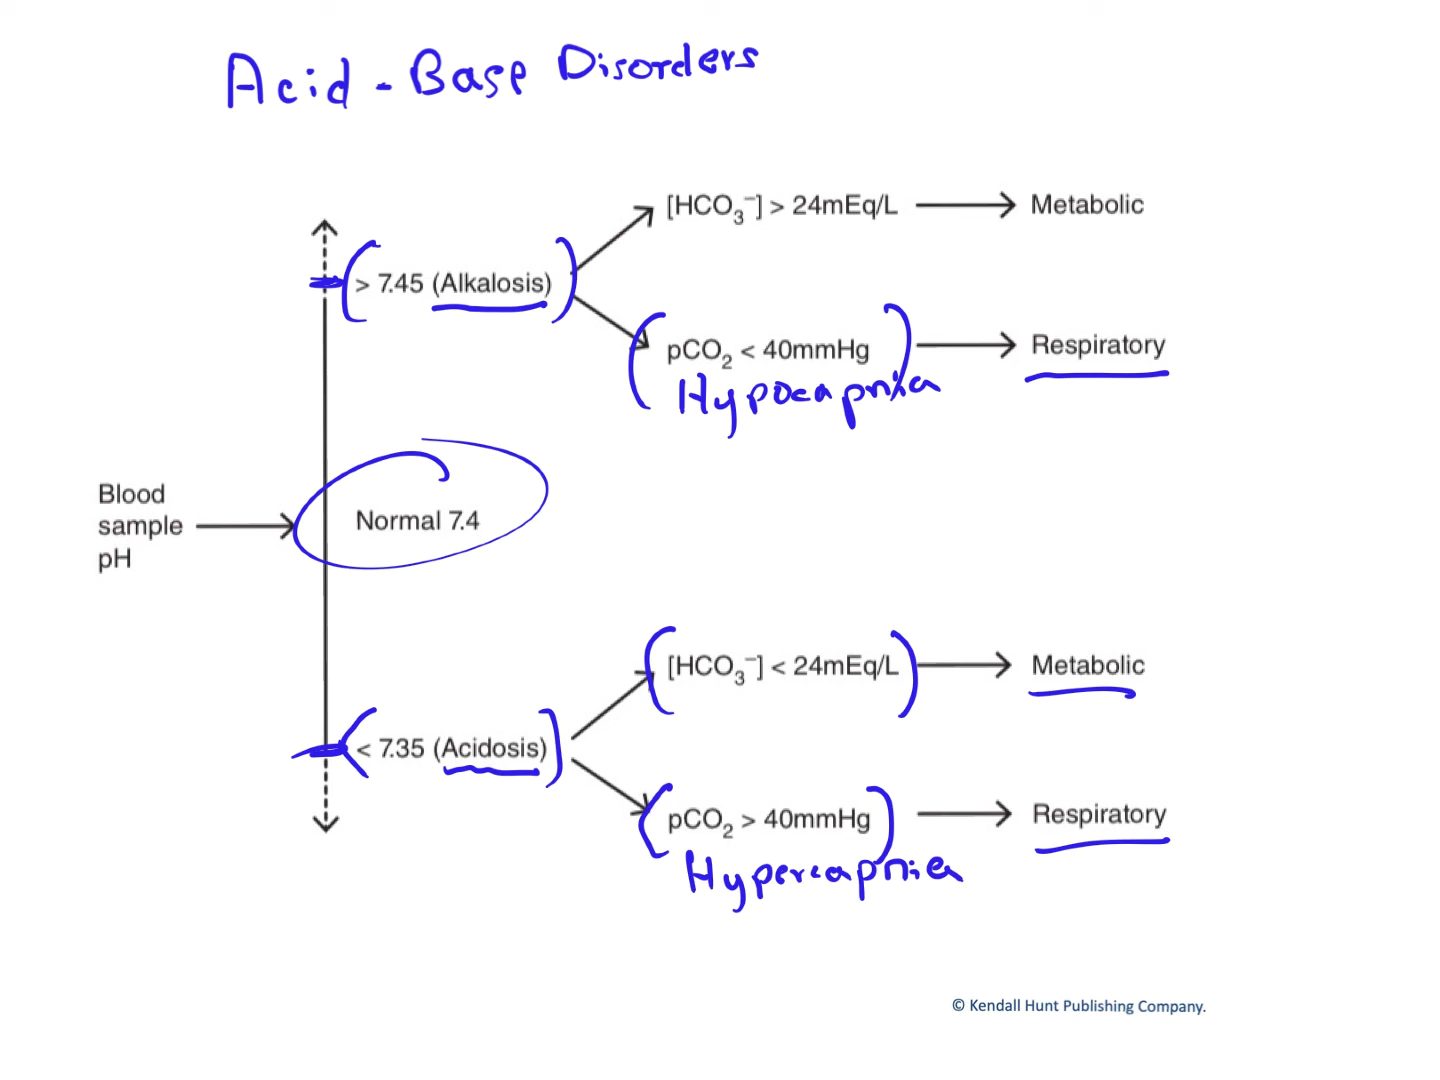 Acid - Base Disorders
[HCO₃⁻] > 24mEq/L Metabolic
> 7.45 (Alkalosis)
pCO₂ < 40mmHg Respiratory
Hypocapnia
Blood
sample
pH
Normal 7.4
[HCO₃⁻] < 24mEq/L Metabolic
< 7.35 (Acidosis)
pCO₂ > 40mmHg Respiratory
Hypercapnia
© Kendall Hunt Publishing Company.